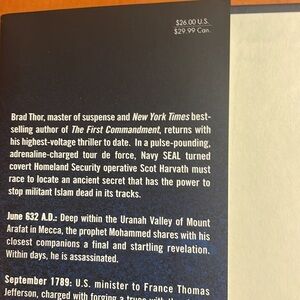 $26.00 U.S.
$29.99 Can.
Brad Thor, master of suspense and New York Times best-
selling author of The First Commandment, returns with
his highest-voltage thriller to date. In a pulse-pounding,
adrenaline-charged tour de force, Navy SEAL turned
covert Homeland Security operative Scot Harvath must
race to locate an ancient secret that has the power to
stop militant Islam dead in its tracks.
June 632 A.D.: Deep within the Uranah Valley of Mount
Arafat in Mecca, the prophet Mohammed shares with his
closest companions a final and startling revelation.
Within days, he is assassinated.
September 1789: U.S. minister to France Thomas
Jefferson, charged with forging a truce with the